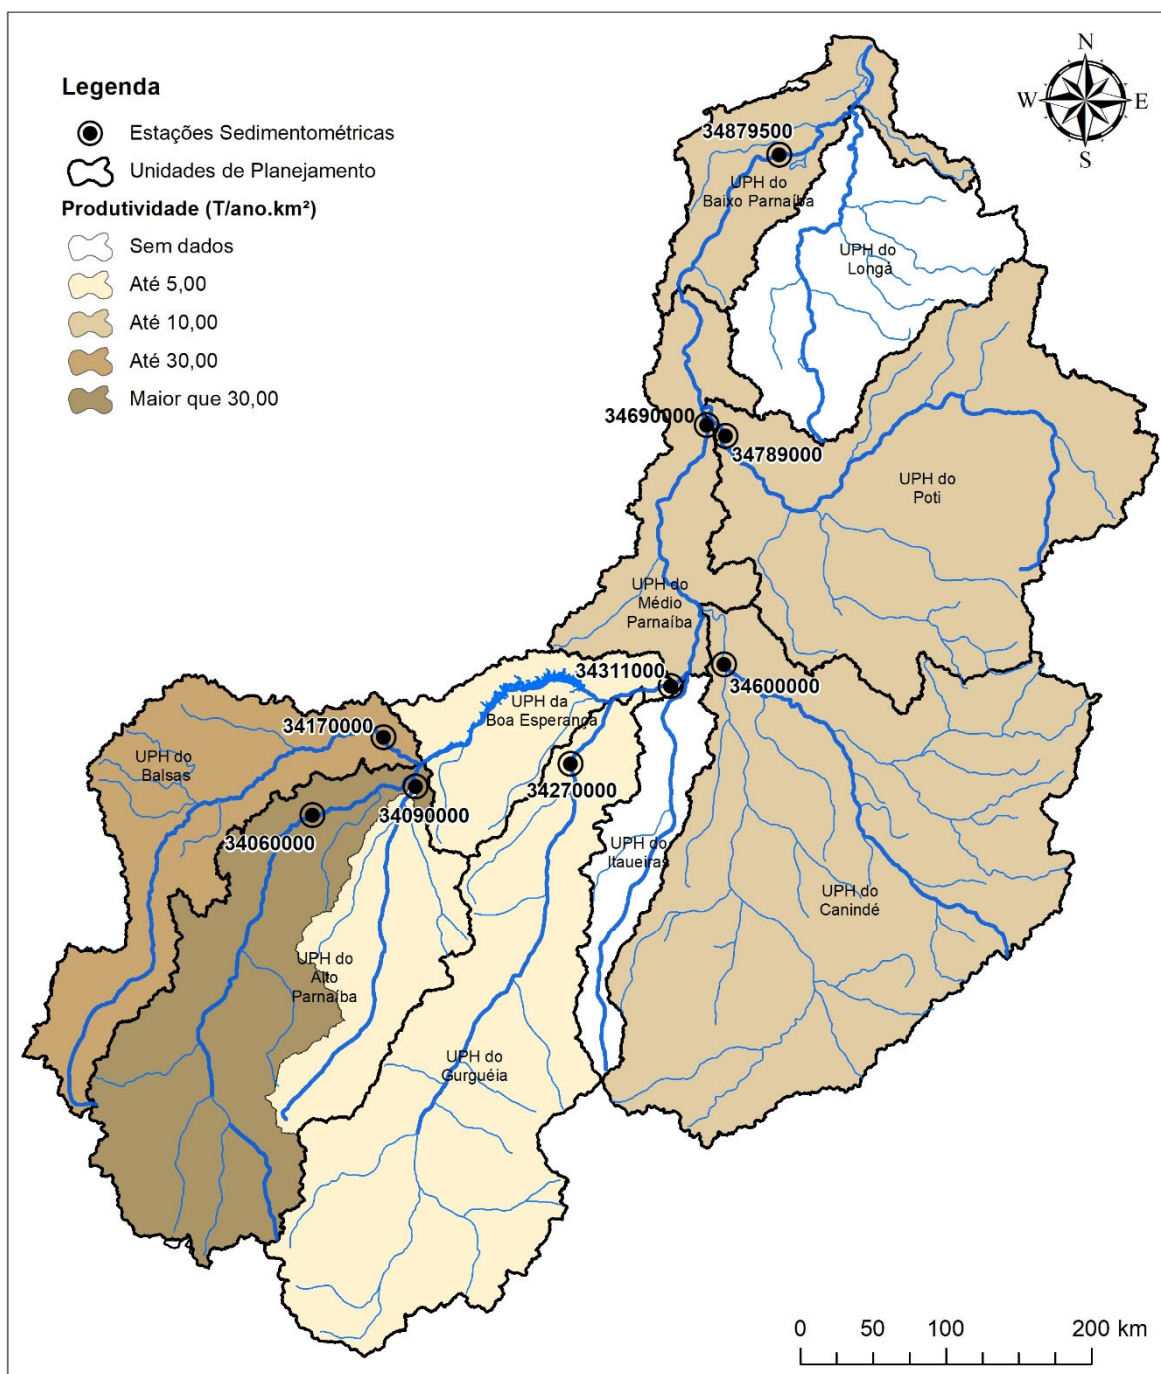 Legenda
Estações Sedimentométricas
Unidades de Planejamento
Produtividade (T/ano.km²)
Sem dados
Até 5,00
Até 10,00
Até 30,00
Maior que 30,00
N
W
E
S
34879500
UPH do
Baixo Parnaíba
UPH do
Longá
34690000
34789000
UPH do
Poti
UPH do
Médio
Parnaíba
34311000
34600000
UPH da
Boa Esperança
34170000
UPH do
Balsas
34270000
34090000
34060000
UPH do
Itaueiras
UPH do
Canindé
UPH do
Alto
Parnaíba
UPH do
Gurguéia
0 50 100 200 km